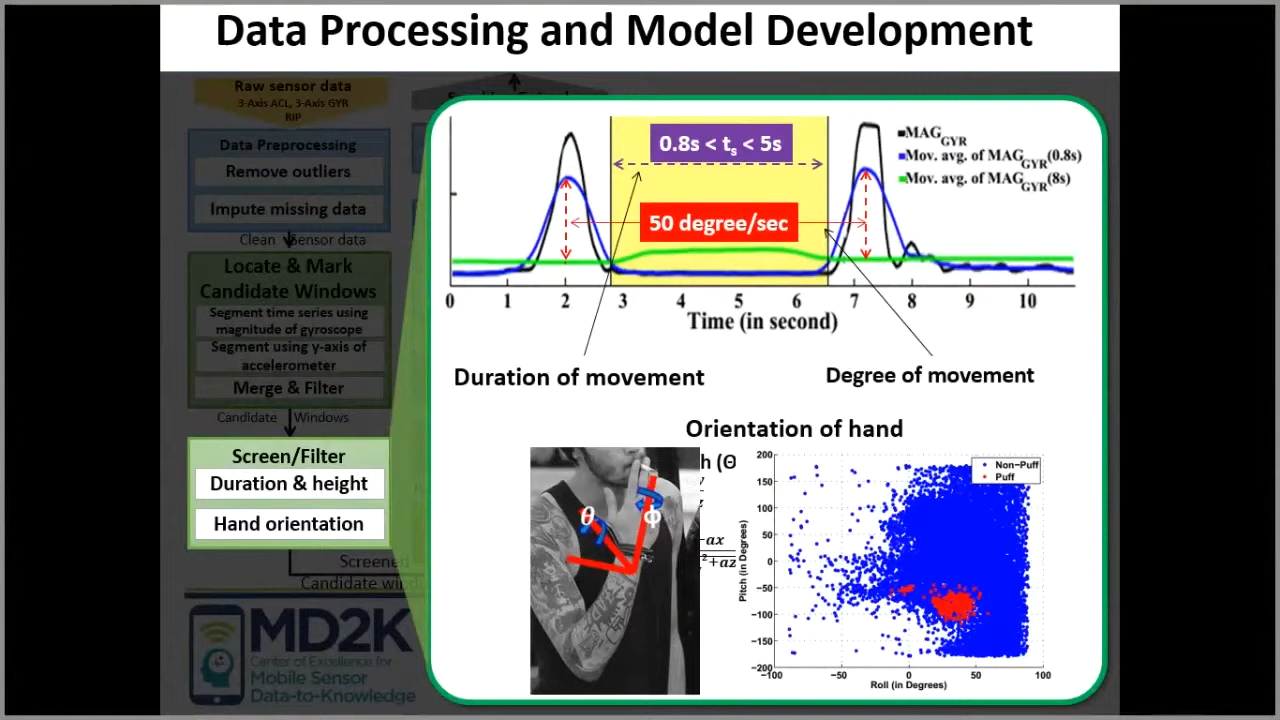 Data Processing and Model Development
Raw sensor data
3-Axis ACL, 3-Axis GYR
RIP
Data Preprocessing
Remove outliers
Impute missing data
Clean Sensor data
Locate & Mark
Candidate Windows
Segment time series using
magnitude of gyroscope
Segment using y-axis of
accelerometer
Merge & Filter
Candidate Windows
Screen/Filter
Duration & height
Hand orientation
Screened
Candidate win
MD2K
Center of Excellence for
Mobile Sensor
Data-to-Knowledge
0.8s < ts < 5s
50 degree/sec
MAGGYR
Mov. avg. of MAGGYR(0.8s)
Mov. avg. of MAGGYR(8s)
0 1 2 3 4 5 6 7 8 9 10
Time (in second)
Duration of movement
Degree of movement
Orientation of hand
θ
ϕ
h (Θ
-ax
²+az
Non-Puff
Puff
200
150
100
50
0
-50
-100
-150
-200
Pitch (in Degrees)
-100 -50 0 50 100
Roll (in Degrees)